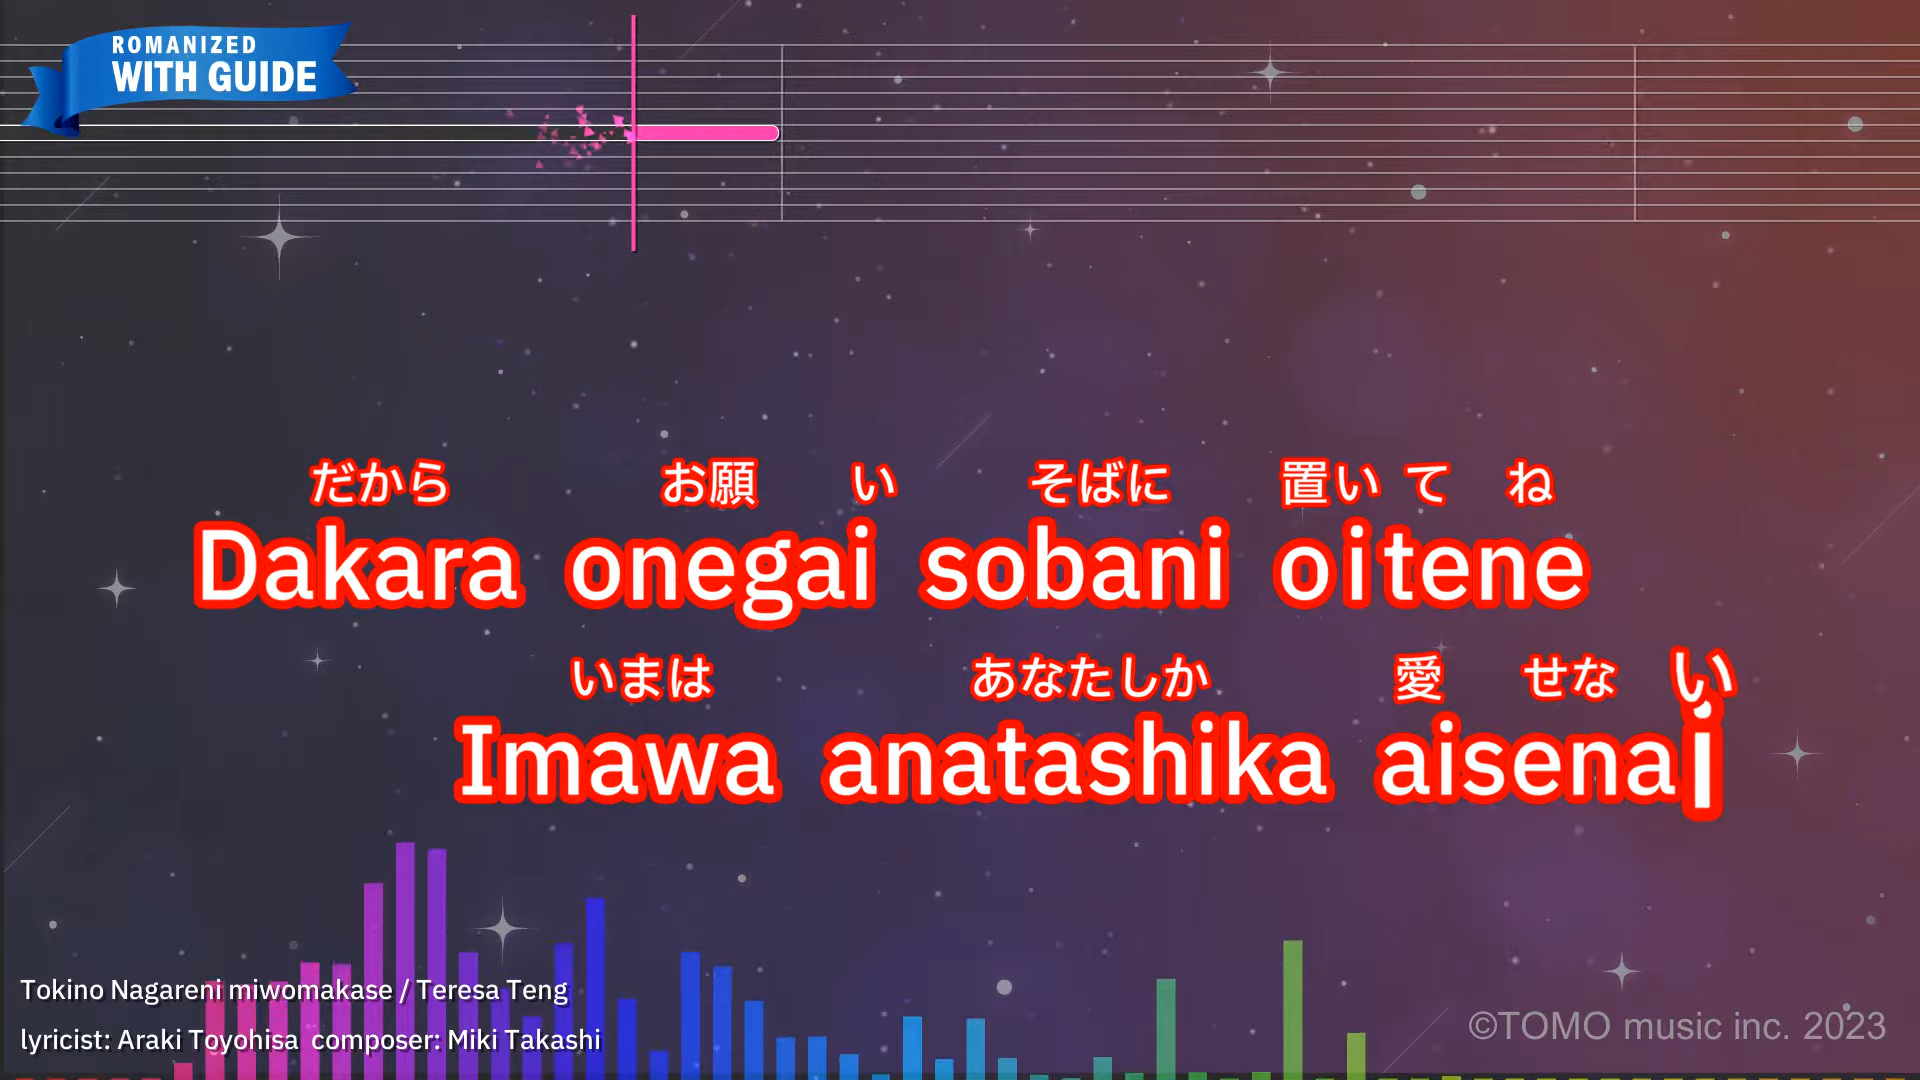 ROMANIZED
WITH GUIDE
だから お願い そばに 置いてね
Dakara onegai sobani oitene
いまは あなたしか 愛せない
Imawa anatashika aisenai
Tokino Nagareni miwomakase / Teresa Teng
lyricist: Araki Toyohisa composer: Miki Takashi
©TOMO music inc. 2023